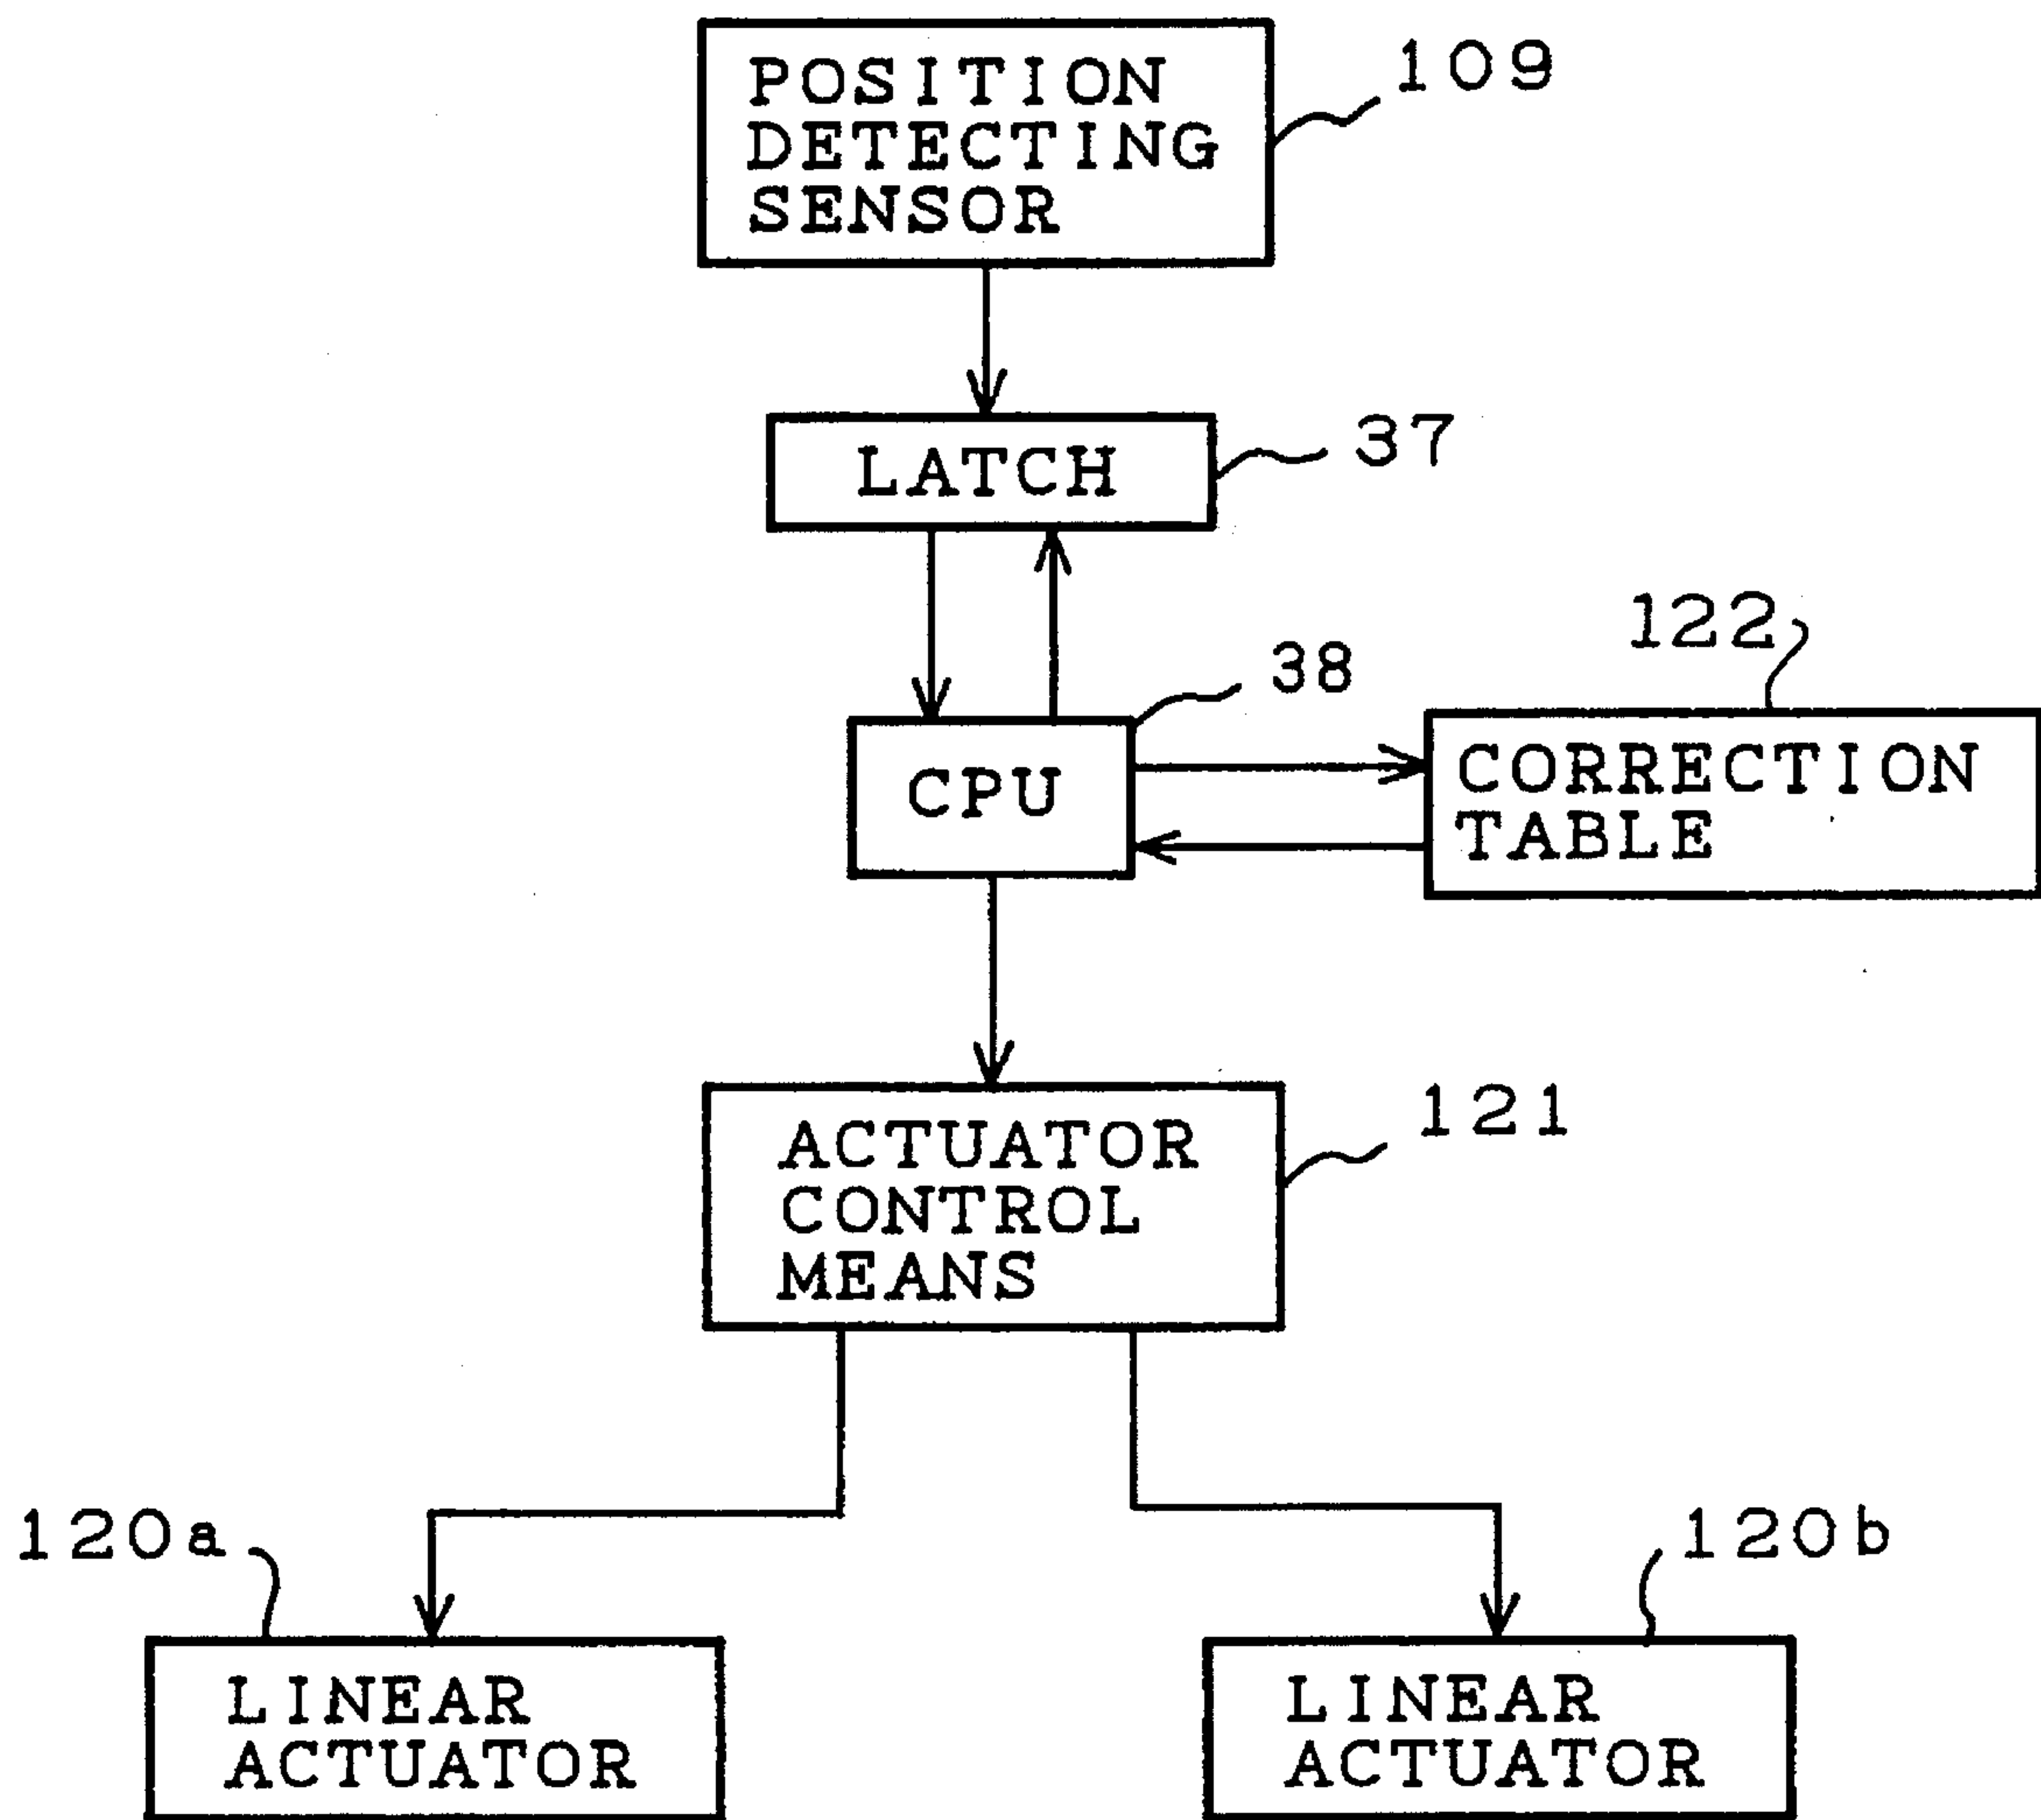 POSITION
DETECTING
SENSOR
109
LATCH
37
38
122
CPU
CORRECTION
TABLE
ACTUATOR
CONTROL
MEANS
121
120a
120b
LINEAR
ACTUATOR
LINEAR
ACTUATOR